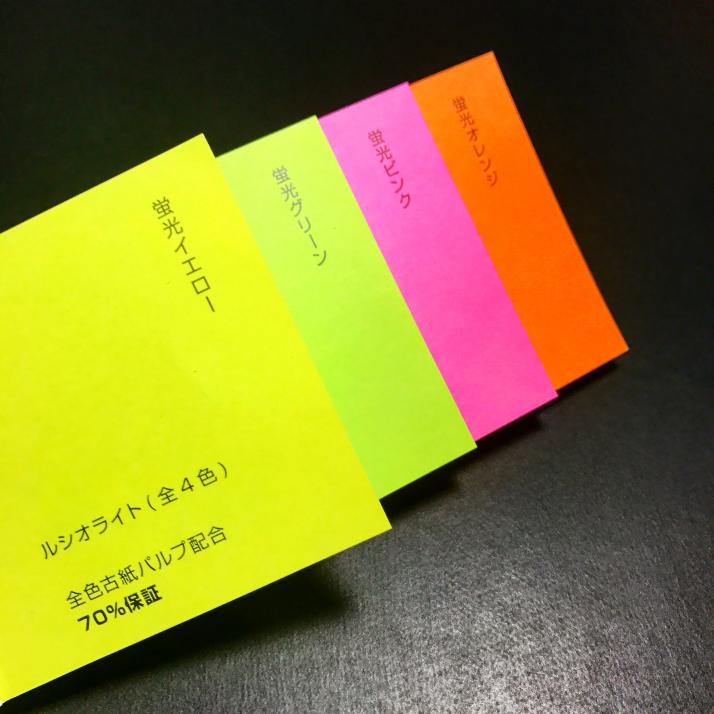 蛍光イエロー
蛍光グリーン
蛍光ピンク
蛍光オレンジ
ルシオライト(全4色)
全色古紙パルプ配合
70%保証